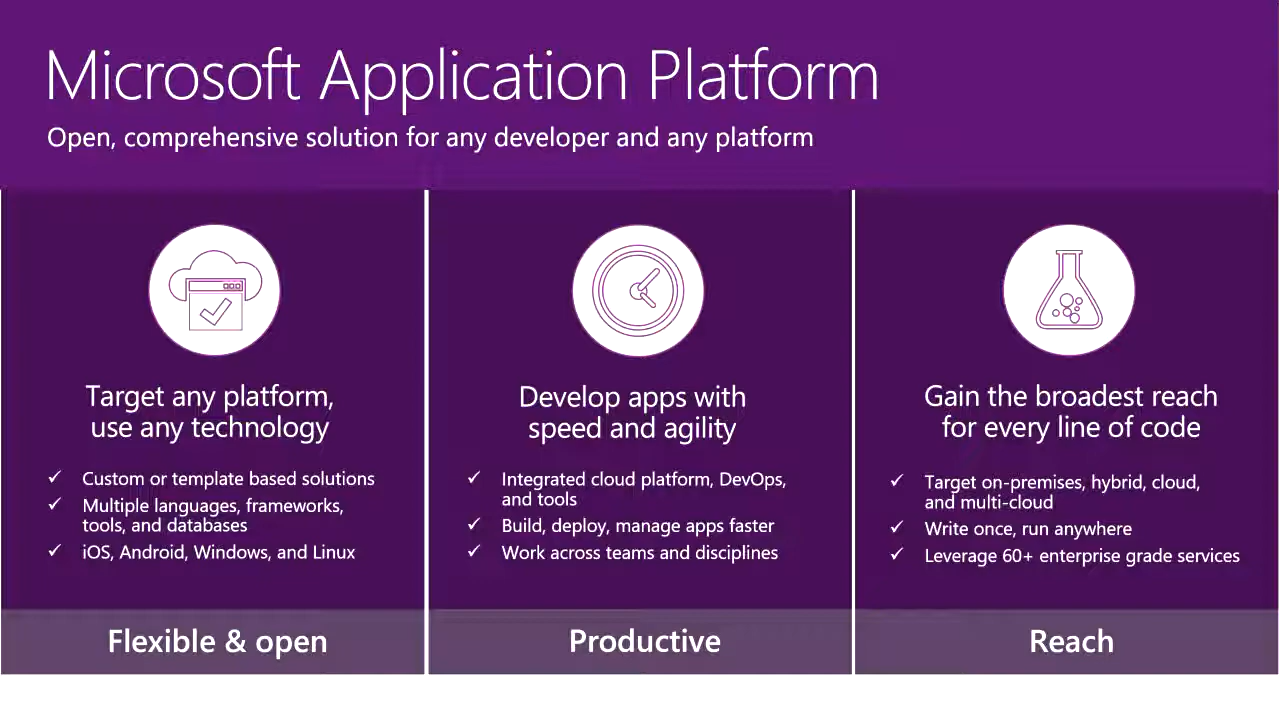 Microsoft Application Platform
Open, comprehensive solution for any developer and any platform
Target any platform,
use any technology
✓ Custom or template based solutions
✓ Multiple languages, frameworks,
tools, and databases
✓ iOS, Android, Windows, and Linux
Flexible & open
Develop apps with
speed and agility
✓ Integrated cloud platform, DevOps,
and tools
✓ Build, deploy, manage apps faster
✓ Work across teams and disciplines
Productive
Gain the broadest reach
for every line of code
✓ Target on-premises, hybrid, cloud,
and multi-cloud
✓ Write once, run anywhere
✓ Leverage 60+ enterprise grade services
Reach